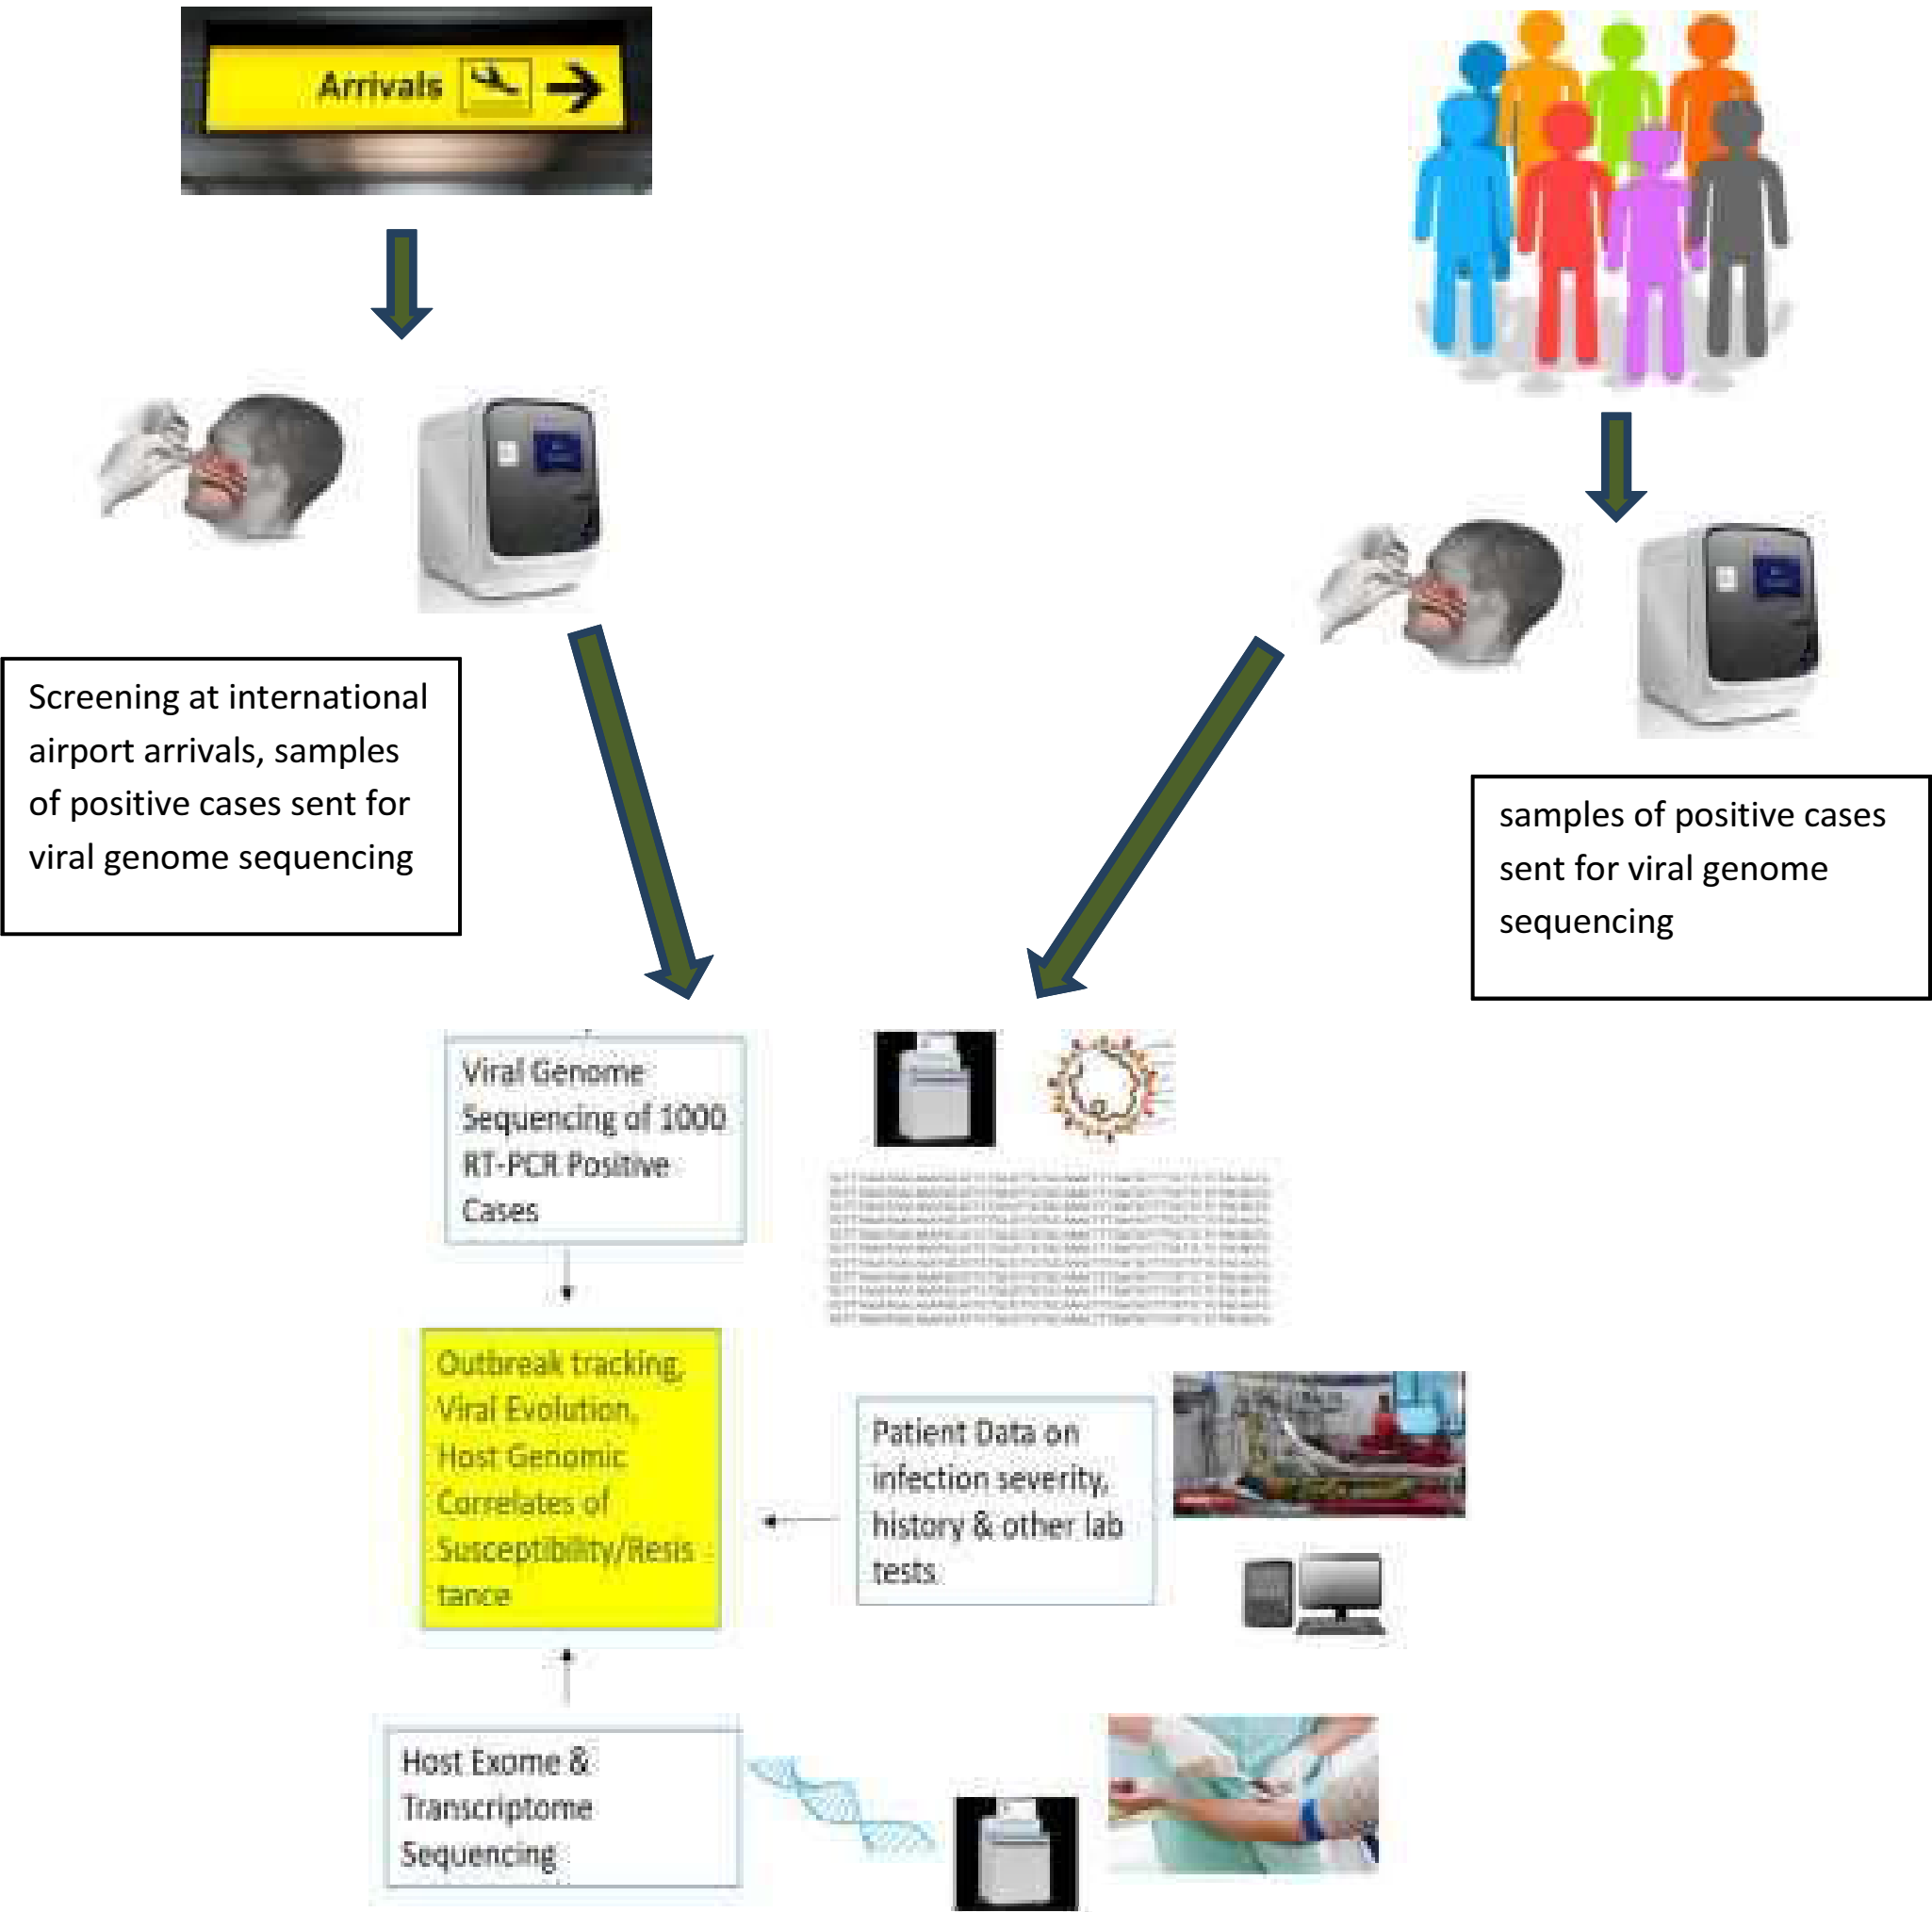 Arrivals
Screening at international
airport arrivals, samples
of positive cases sent for
viral genome sequencing
samples of positive cases
sent for viral genome
sequencing
Viral Genome
Sequencing of 1000
RT-PCR Positive
Cases
Outbreak tracking,
Viral Evolution,
Host Genomic
Correlates of
Susceptibility/Resis
tance
Patient Data on
infection severity,
history & other lab
tests.
Host Exome &
Transcriptome
Sequencing